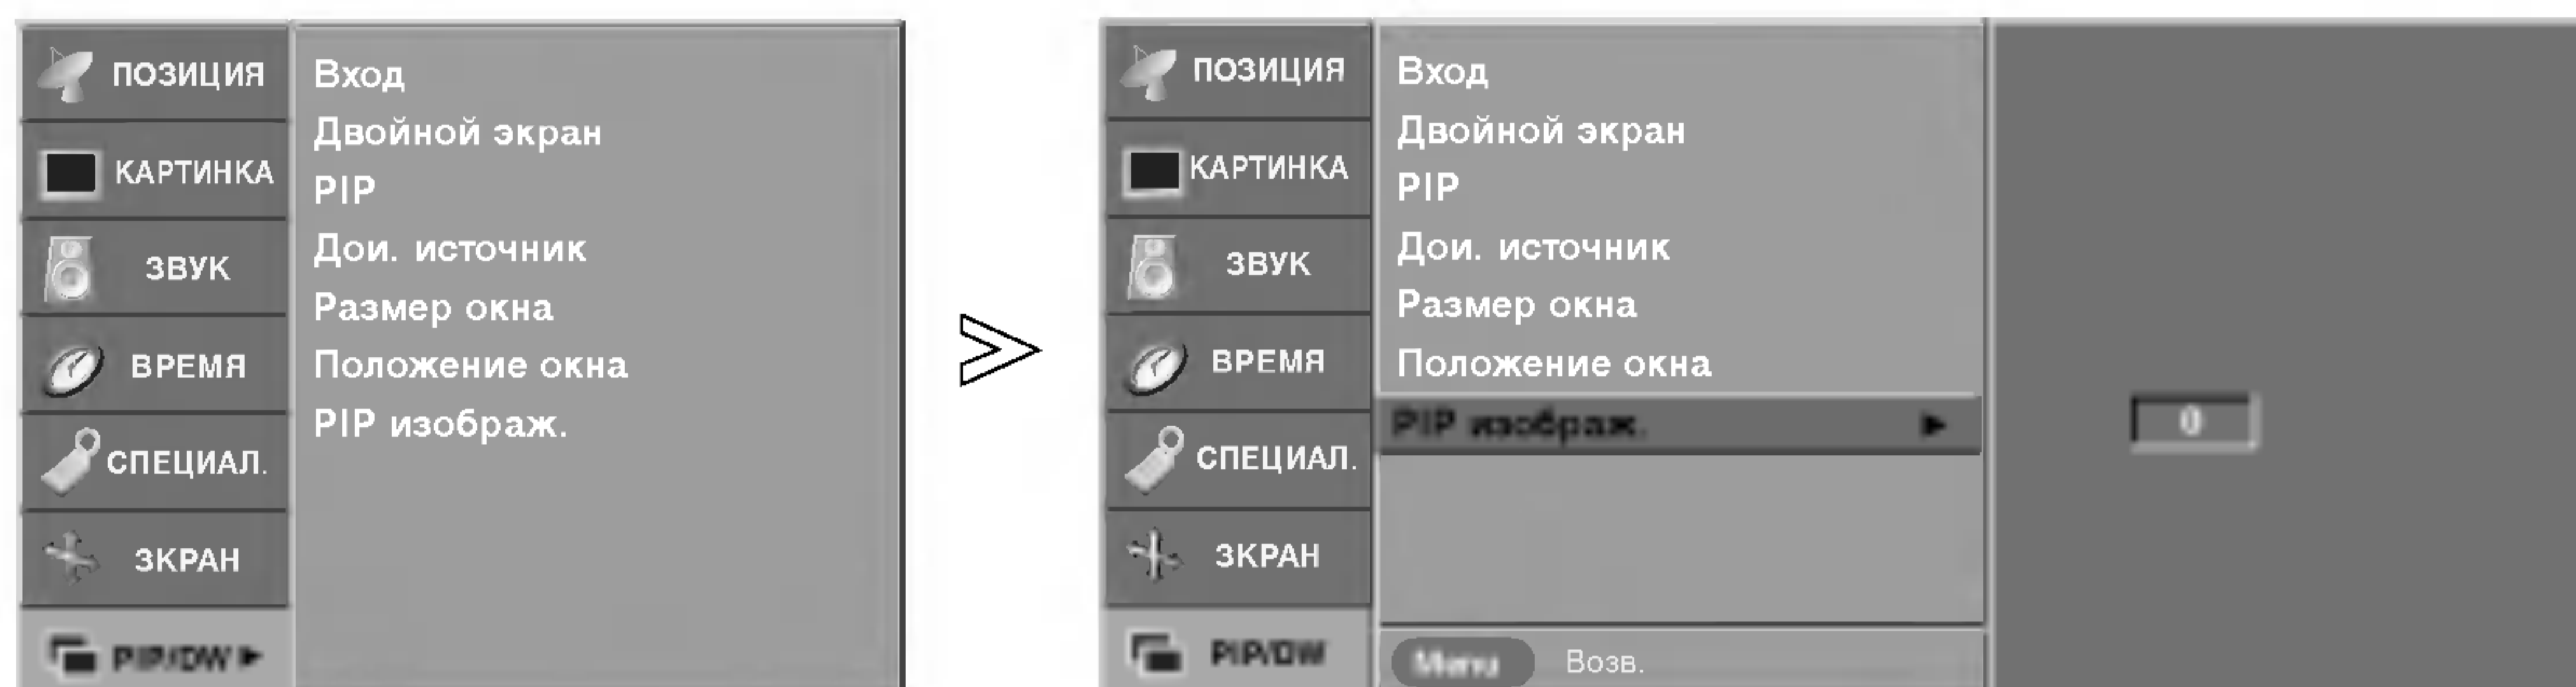 ПОЗИЦИЯ
КАРТИНКА
ЗВУК
ВРЕМЯ
СПЕЦИАЛ.
ЗКРАН
PIP/DW ►
Вход
Двойной экран
PIP
Дои. источник
Размер окна
Положение окна
PIP изображ.
>
ПОЗИЦИЯ
КАРТИНКА
ЗВУК
ВРЕМЯ
СПЕЦИАЛ.
ЗКРАН
PIP/DW
Вход
Двойной экран
PIP
Дои. источник
Размер окна
Положение окна
PIP изображ. ►
Menu Возв.
0